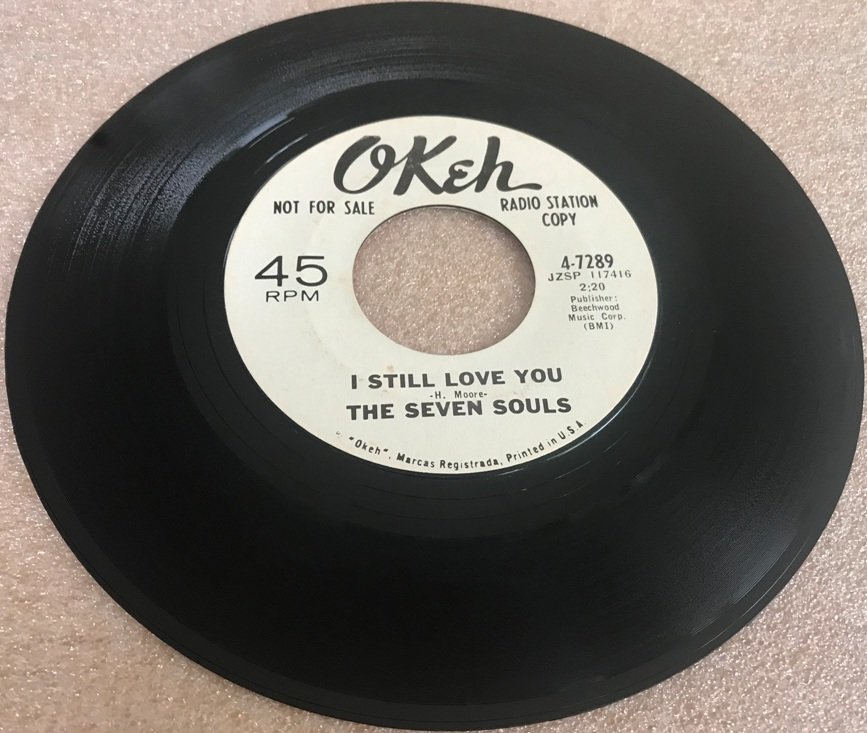 OKeh
NOT FOR SALE
RADIO STATION
COPY
45
RPM
4-7289
JZSP 117416
2:20
Publisher:
Beechwood
Music Corp.
(BMI)
I STILL LOVE YOU
-H. Moore-
THE SEVEN SOULS
"Okeh", Marcas Registrada, Printed in U.S.A.